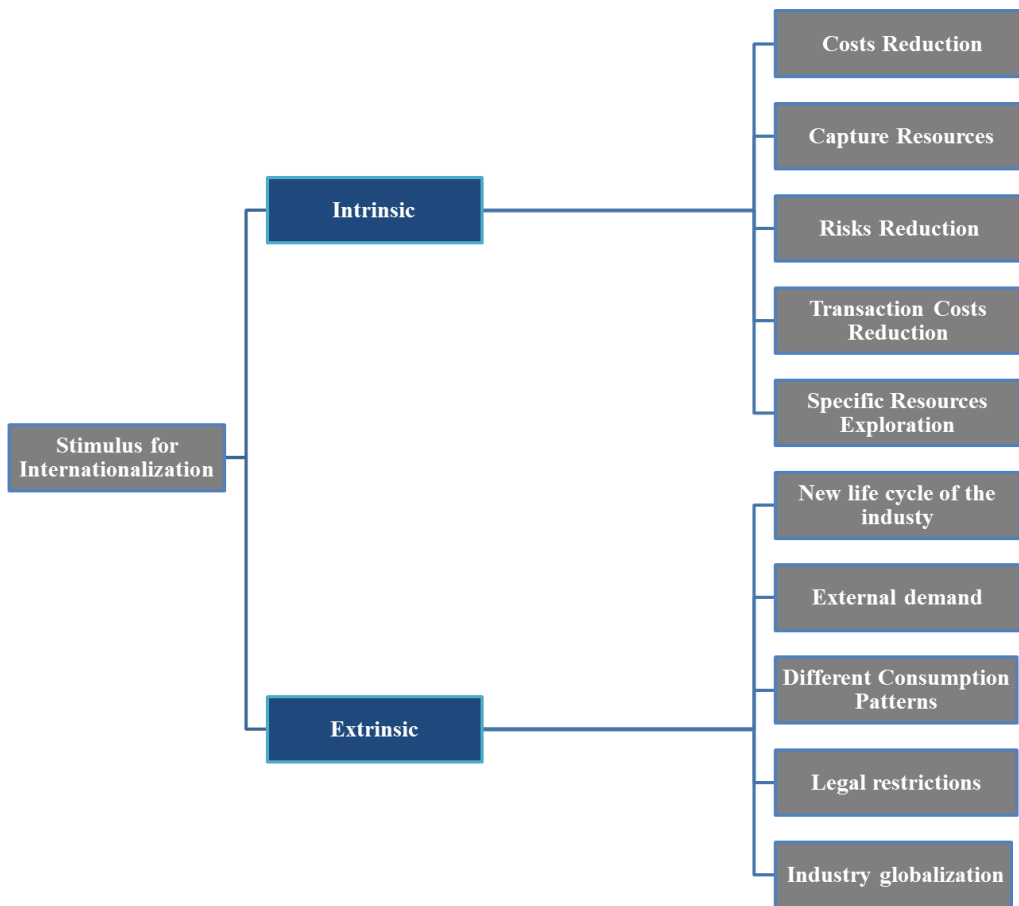 Stimulus for
Internationalization
Intrinsic
Costs Reduction
Capture Resources
Risks Reduction
Transaction Costs
Reduction
Specific Resources
Exploration
Extrinsic
New life cycle of the
industy
External demand
Different Consumption
Patterns
Legal restrictions
Industry globalization